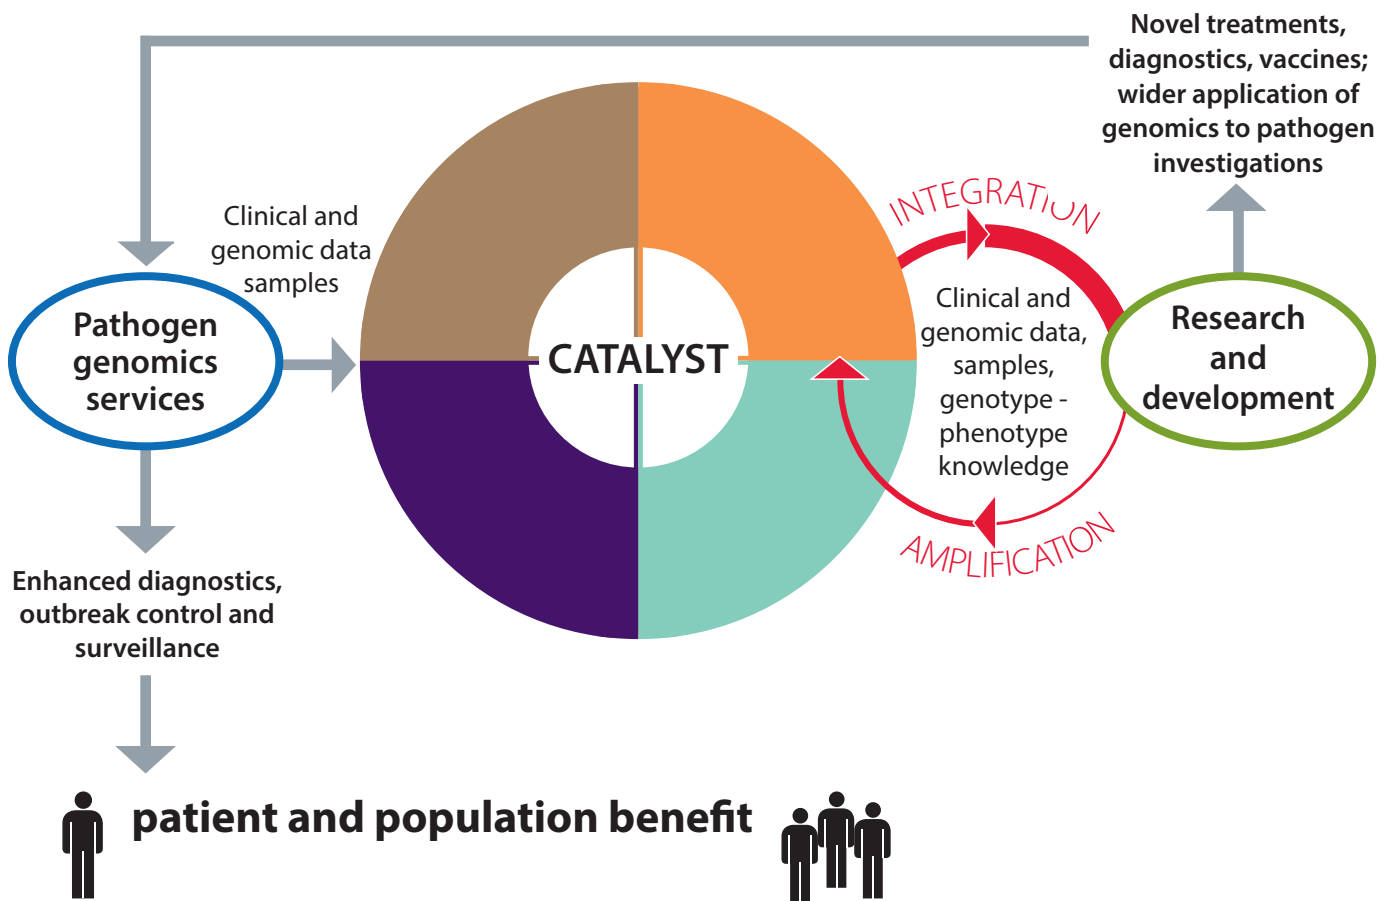 Novel treatments,
diagnostics, vaccines;
wider application of
genomics to pathogen
investigations
Clinical and
genomic data
samples
Pathogen
genomics
services
CATALYST
INTEGRATION
Clinical and
genomic data,
samples,
genotype -
phenotype
knowledge
AMPLIFICATION
Research
and
development
Enhanced diagnostics,
outbreak control and
surveillance
patient and population benefit